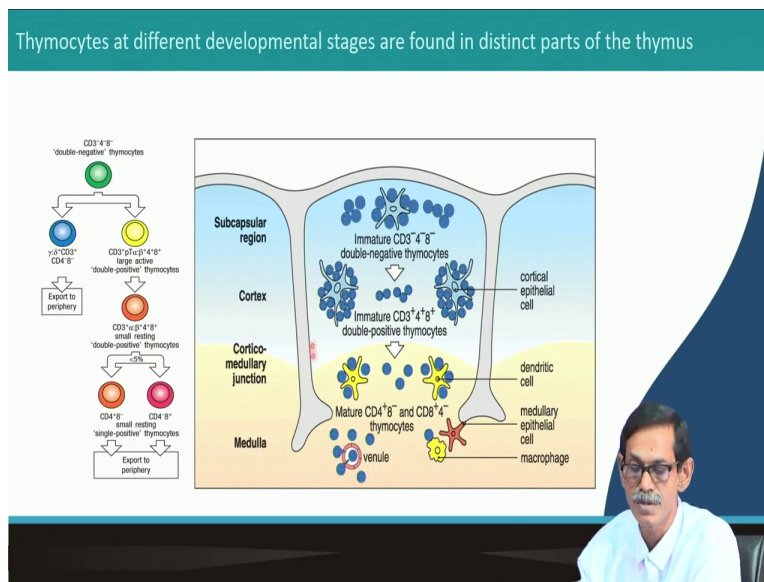 Thymocytes at different developmental stages are found in distinct parts of the thymus
CD3⁻4⁻8⁻
'double-negative' thymocytes
γ:δ⁺CD3⁺
CD4⁻8⁻
CD3⁺pTα:β⁺4⁺8⁺
large active
'double-positive' thymocytes
Export to
periphery
CD3⁺α:β⁺4⁺8⁺
small resting
'double-positive' thymocytes
<5%
CD4⁺8⁻
CD4⁻8⁺
small resting
'single-positive' thymocytes
Export to
periphery
Subcapsular
region
Immature CD3⁻4⁻8⁻
double-negative thymocytes
Cortex
cortical
epithelial
cell
Immature CD3⁺4⁺8⁺
double-positive thymocytes
Cortico-
medullary
junction
dendritic
cell
Mature CD4⁺8⁻ and CD8⁺4⁻
thymocytes
medullary
epithelial
cell
Medulla
venule
macrophage